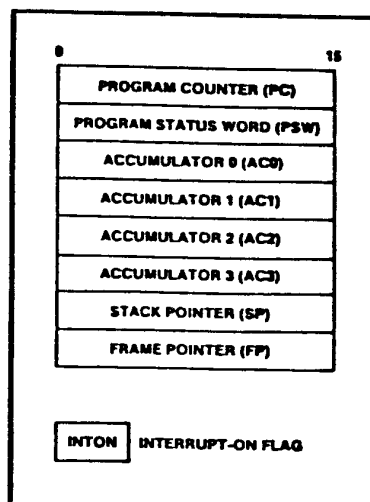 0 15
PROGRAM COUNTER (PC)
PROGRAM STATUS WORD (PSW)
ACCUMULATOR 0 (AC0)
ACCUMULATOR 1 (AC1)
ACCUMULATOR 2 (AC2)
ACCUMULATOR 3 (AC3)
STACK POINTER (SP)
FRAME POINTER (FP)
INTON INTERRUPT-ON FLAG